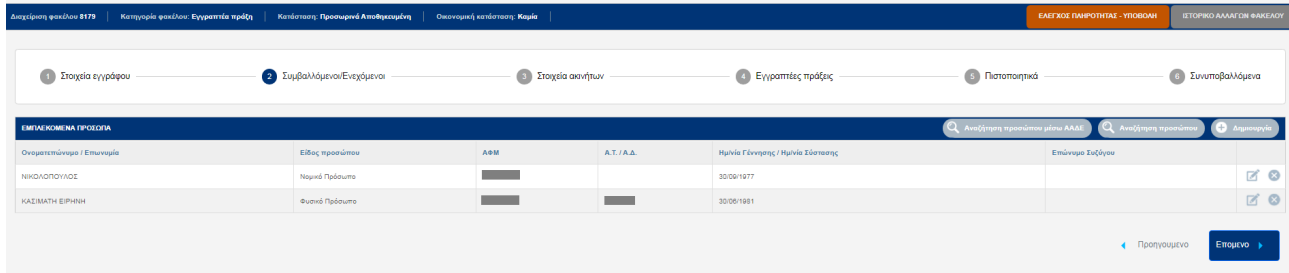 Διαχείριση φακέλου 8179 Κατηγορία φακέλου: Εγγραπτέα πράξη Κατάσταση: Προσωρινά Αποθηκευμένη Οικονομική κατάσταση: Καμία ΕΛΕΓΧΟΣ ΠΛΗΡΟΤΗΤΑΣ - ΥΠΟΒΟΛΗ ΙΣΤΟΡΙΚΟ ΑΛΛΑΓΩΝ ΦΑΚΕΛΟΥ
1 Στοιχεία εγγράφου 2 Συμβαλλόμενοι/Ενεχόμενοι 3 Στοιχεία ακινήτων 4 Εγγραπτέες πράξεις 5 Πιστοποιητικά 6 Συνυποβαλλόμενα
ΕΜΠΛΕΚΟΜΕΝΑ ΠΡΟΣΩΠΑ Αναζήτηση προσώπου μέσω ΑΑΔΕ Αναζήτηση προσώπου Δημιουργία
Ονοματεπώνυμο / Επωνυμία Είδος προσώπου ΑΦΜ Α.Τ. / Α.Δ. Ημ/νία Γέννησης / Ημ/νία Σύστασης Επώνυμο Συζύγου
ΝΙΚΟΛΟΠΟΥΛΟΣ Νομικό Πρόσωπο 30/09/1977
ΚΑΣΙΜΑΤΗ ΕΙΡΗΝΗ Φυσικό Πρόσωπο 30/06/1981
Προηγουμενο Επομενο